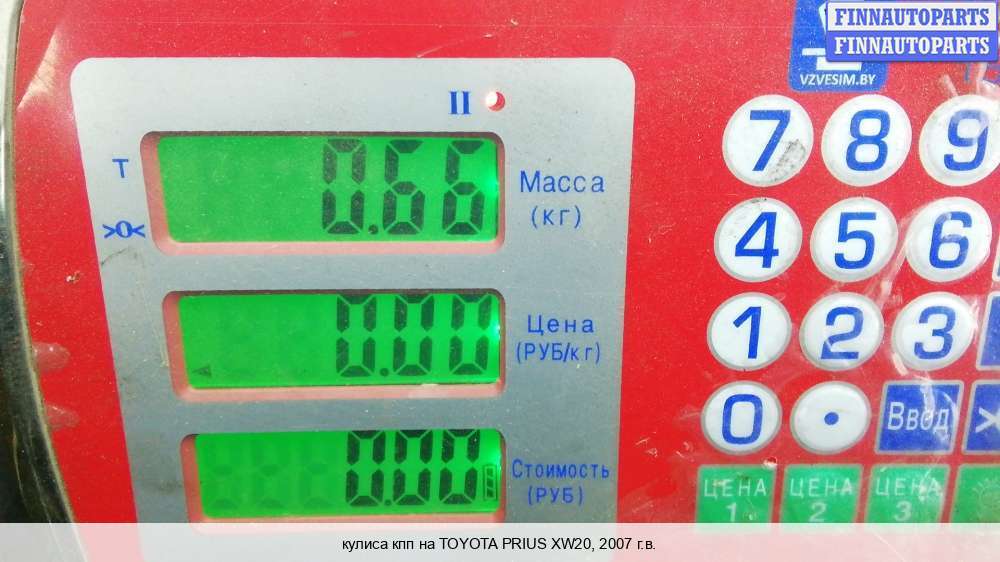 FINNAUTOPARTS
FINNAUTOPARTS
VZVESIM.BY
II
T
0.66
Масса
(кг)
>0<
0.00
Цена
(РУБ/кг)
0.00
Стоимость
(РУБ)
7 8 9
4 5 6
1 2 3
0 . Ввод >
ЦЕНА 1 ЦЕНА 2 ЦЕНА 3
кулиса кпп на TOYOTA PRIUS XW20, 2007 г.в.